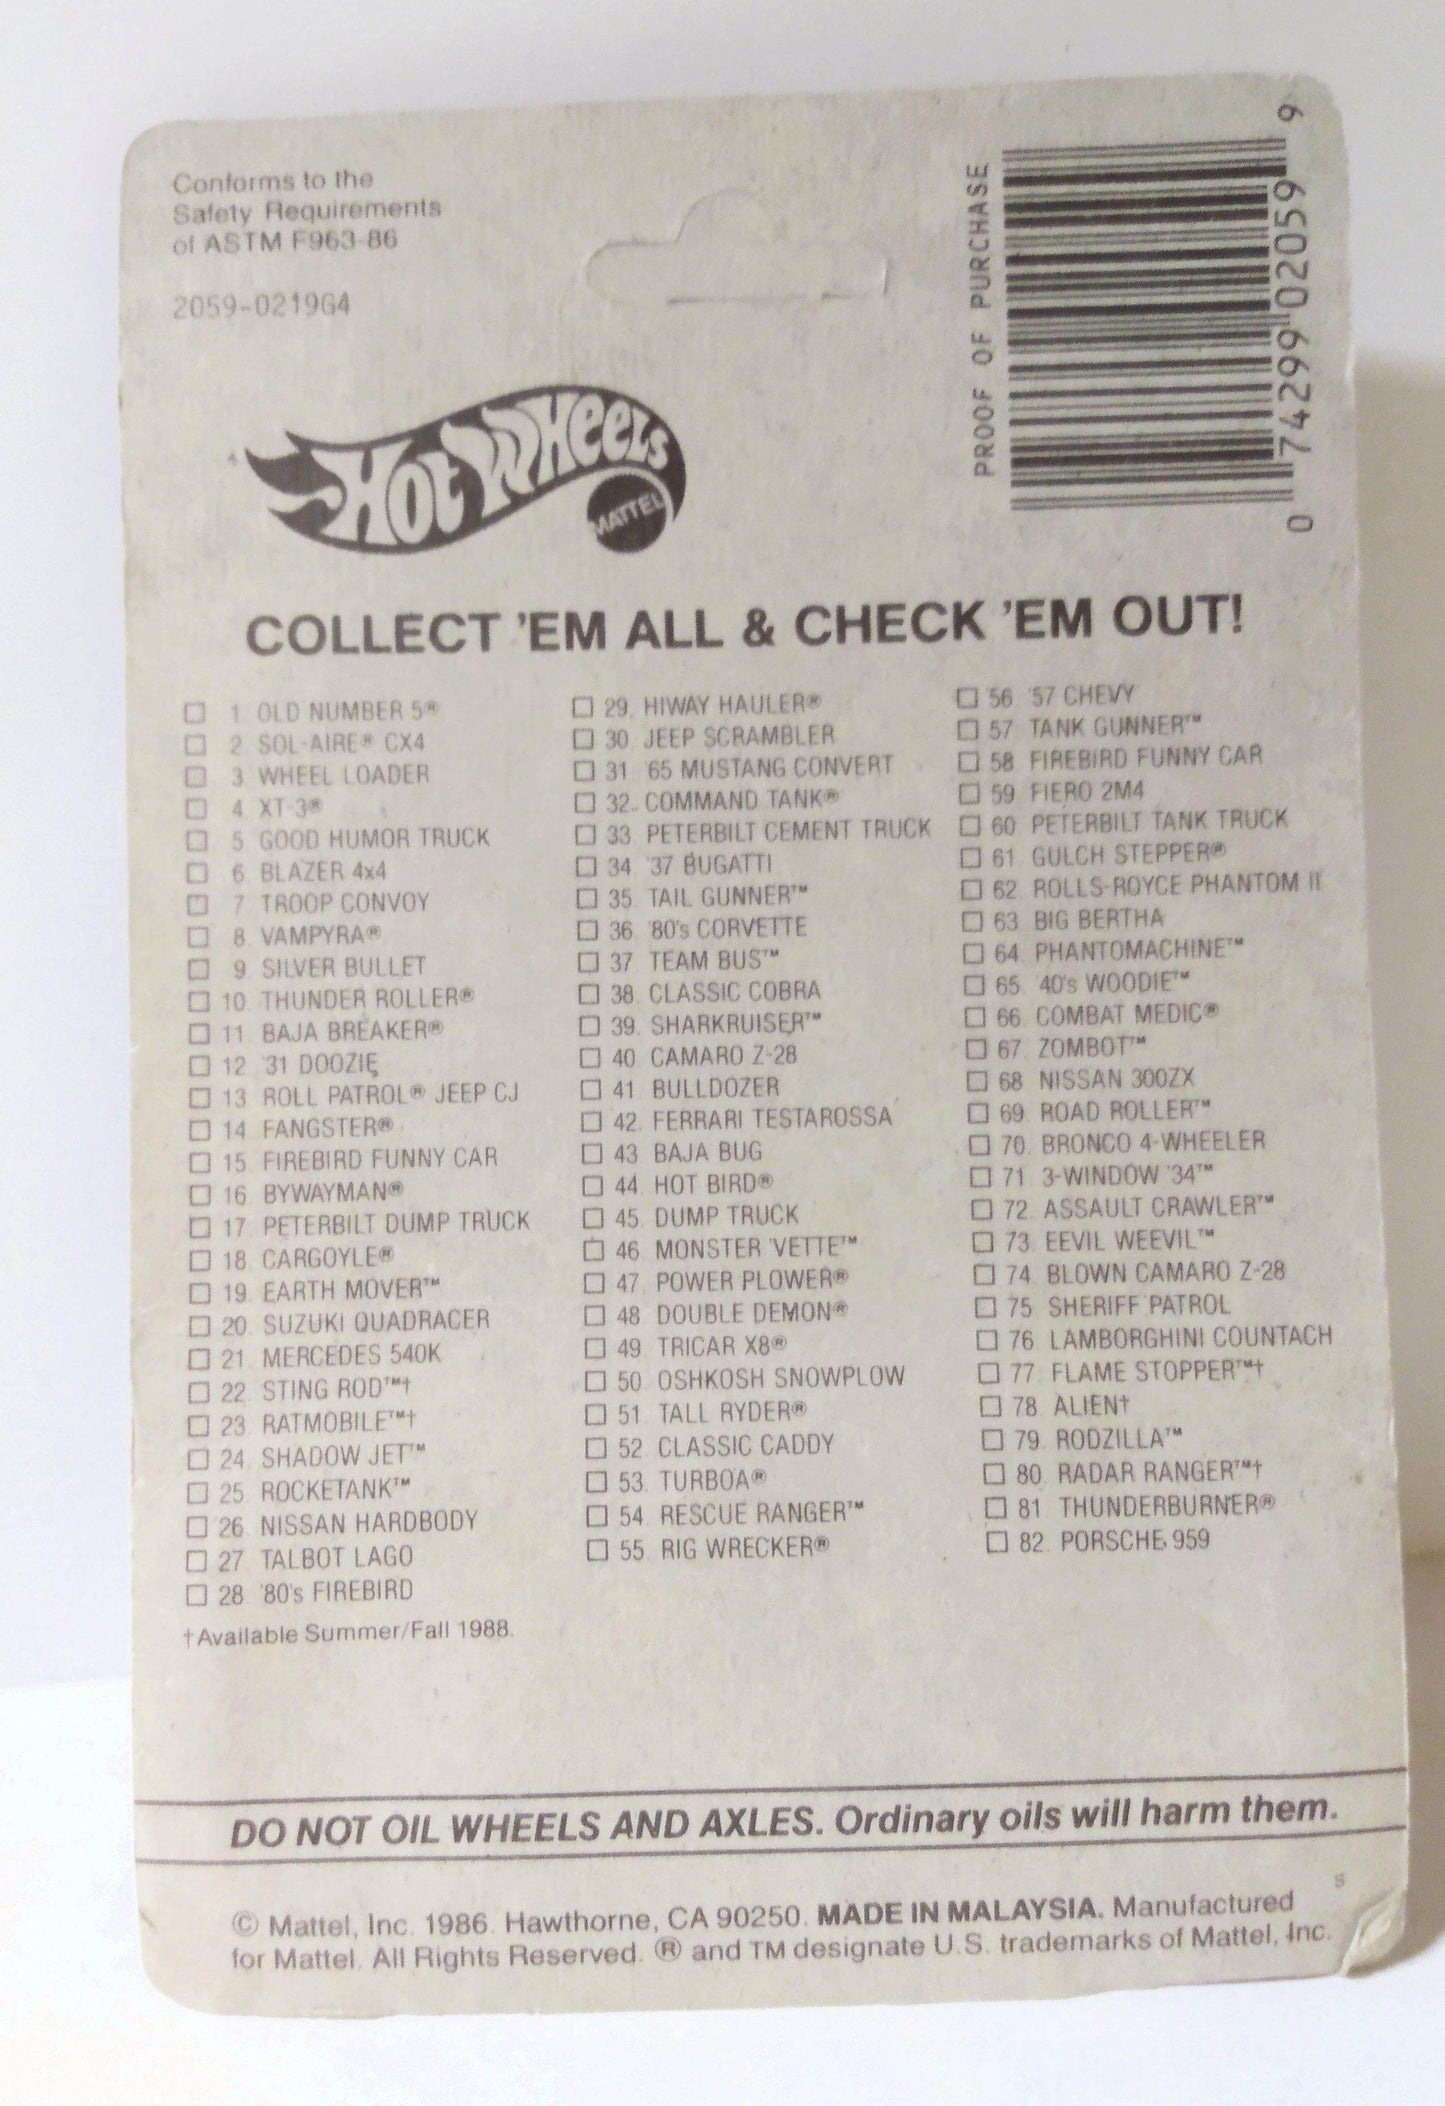 Conforms to the
Safety Requirements
of ASTM F963-86
2059-0219G4
PROOF OF PURCHASE
0 74299 02059 9
Hot Wheels
MATTEL
COLLECT 'EM ALL & CHECK 'EM OUT!
☐ 1. OLD NUMBER 5®
☐ 2. SOL-AIRE® CX4
☐ 3. WHEEL LOADER
☐ 4. XT-3®
☐ 5. GOOD HUMOR TRUCK
☐ 6. BLAZER 4x4
☐ 7. TROOP CONVOY
☐ 8. VAMPYRA®
☐ 9. SILVER BULLET
☐ 10. THUNDER ROLLER®
☐ 11. BAJA BREAKER®
☐ 12. '31 DOOZIE
☐ 13. ROLL PATROL® JEEP CJ
☐ 14. FANGSTER®
☐ 15. FIREBIRD FUNNY CAR
☐ 16. BYWAYMAN®
☐ 17. PETERBILT DUMP TRUCK
☐ 18. CARGOYLE®
☐ 19. EARTH MOVER™
☐ 20. SUZUKI QUADRACER
☐ 21. MERCEDES 540K
☐ 22. STING ROD™†
☐ 23. RATMOBILE™†
☐ 24. SHADOW JET™
☐ 25. ROCKETANK™
☐ 26. NISSAN HARDBODY
☐ 27. TALBOT LAGO
☐ 28. '80's FIREBIRD
†Available Summer/Fall 1988.
☐ 29. HIWAY HAULER®
☐ 30. JEEP SCRAMBLER
☐ 31. '65 MUSTANG CONVERT
☐ 32. COMMAND TANK®
☐ 33. PETERBILT CEMENT TRUCK
☐ 34. '37 BUGATTI
☐ 35. TAIL GUNNER™
☐ 36. '80's CORVETTE
☐ 37. TEAM BUS™
☐ 38. CLASSIC COBRA
☐ 39. SHARKRUISER™
☐ 40. CAMARO Z-28
☐ 41. BULLDOZER
☐ 42. FERRARI TESTAROSSA
☐ 43. BAJA BUG
☐ 44. HOT BIRD®
☐ 45. DUMP TRUCK
☐ 46. MONSTER 'VETTE™
☐ 47. POWER PLOWER®
☐ 48. DOUBLE DEMON®
☐ 49. TRICAR X8®
☐ 50. OSHKOSH SNOWPLOW
☐ 51. TALL RYDER®
☐ 52. CLASSIC CADDY
☐ 53. TURBOA®
☐ 54. RESCUE RANGER™
☐ 55. RIG WRECKER®
☐ 56. '57 CHEVY
☐ 57. TANK GUNNER™
☐ 58. FIREBIRD FUNNY CAR
☐ 59. FIERO 2M4
☐ 60. PETERBILT TANK TRUCK
☐ 61. GULCH STEPPER®
☐ 62. ROLLS-ROYCE PHANTOM II
☐ 63. BIG BERTHA
☐ 64. PHANTOMACHINE™
☐ 65. '40's WOODIE™
☐ 66. COMBAT MEDIC®
☐ 67. ZOMBOT™
☐ 68. NISSAN 300ZX
☐ 69. ROAD ROLLER™
☐ 70. BRONCO 4-WHEELER
☐ 71. 3-WINDOW '34™
☐ 72. ASSAULT CRAWLER™
☐ 73. EEVIL WEEVIL™
☐ 74. BLOWN CAMARO Z-28
☐ 75. SHERIFF PATROL
☐ 76. LAMBORGHINI COUNTACH
☐ 77. FLAME STOPPER™†
☐ 78. ALIEN†
☐ 79. RODZILLA™
☐ 80. RADAR RANGER™†
☐ 81. THUNDERBURNER®
☐ 82. PORSCHE 959
DO NOT OIL WHEELS AND AXLES. Ordinary oils will harm them.
S
© Mattel, Inc. 1986. Hawthorne, CA 90250. MADE IN MALAYSIA. Manufactured
for Mattel. All Rights Reserved. ® and TM designate U.S. trademarks of Mattel, Inc.